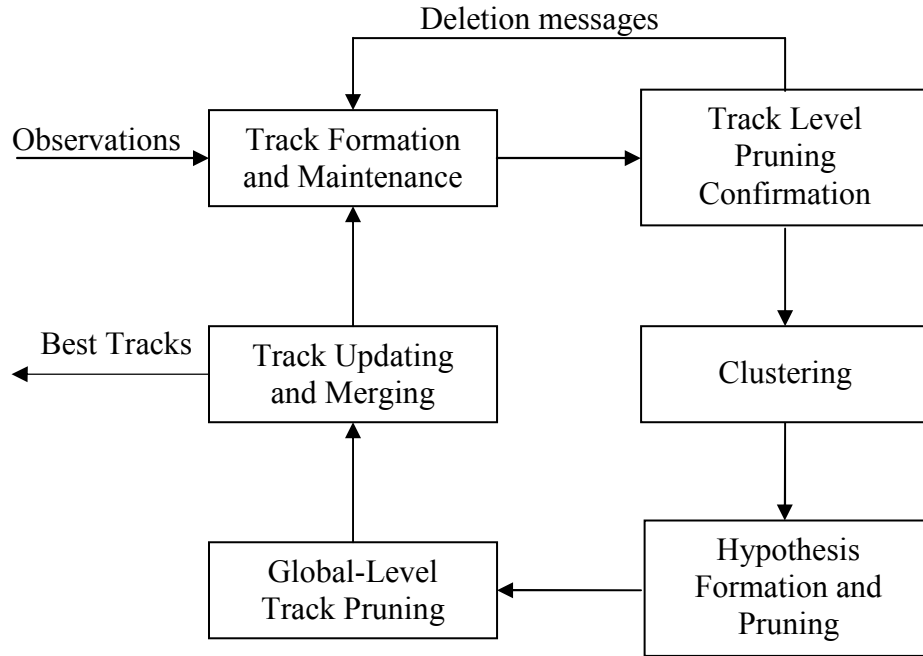 Deletion messages
Observations
Track Formation
and Maintenance
Track Level
Pruning
Confirmation
Best Tracks
Track Updating
and Merging
Clustering
Global-Level
Track Pruning
Hypothesis
Formation and
Pruning